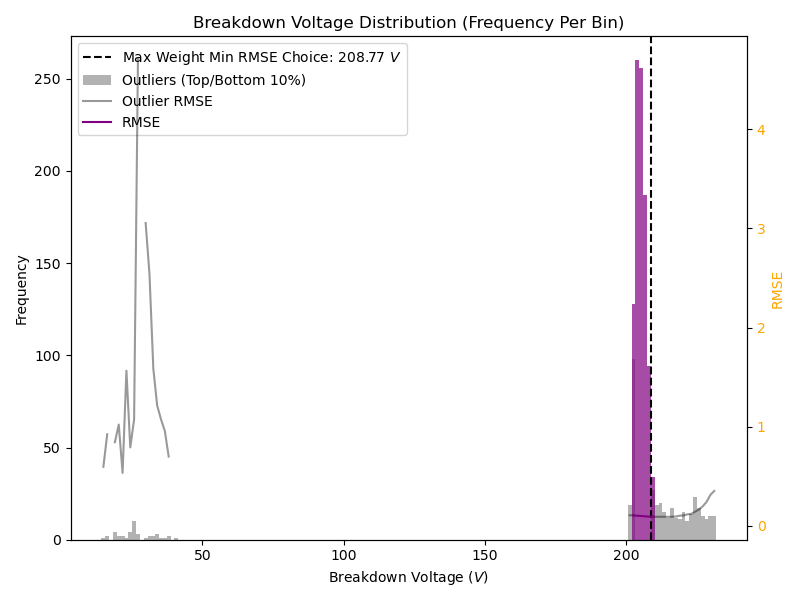 Breakdown Voltage Distribution (Frequency Per Bin)
Max Weight Min RMSE Choice: 208.77 V
Outliers (Top/Bottom 10%)
Outlier RMSE
RMSE
250
200
150
100
50
0
Frequency
4
3
2
1
0
RMSE
50
100
150
200
Breakdown Voltage (V)